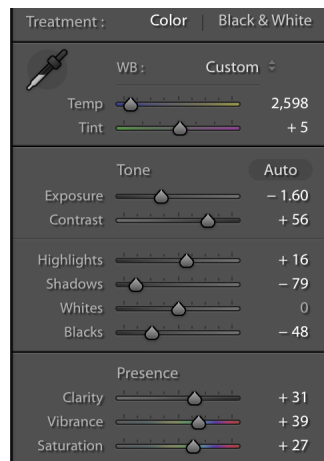 Treatment : Color | Black & White
WB : Custom
Temp 2,598
Tint + 5
Tone Auto
Exposure – 1.60
Contrast + 56
Highlights + 16
Shadows – 79
Whites 0
Blacks – 48
Presence
Clarity + 31
Vibrance + 39
Saturation + 27